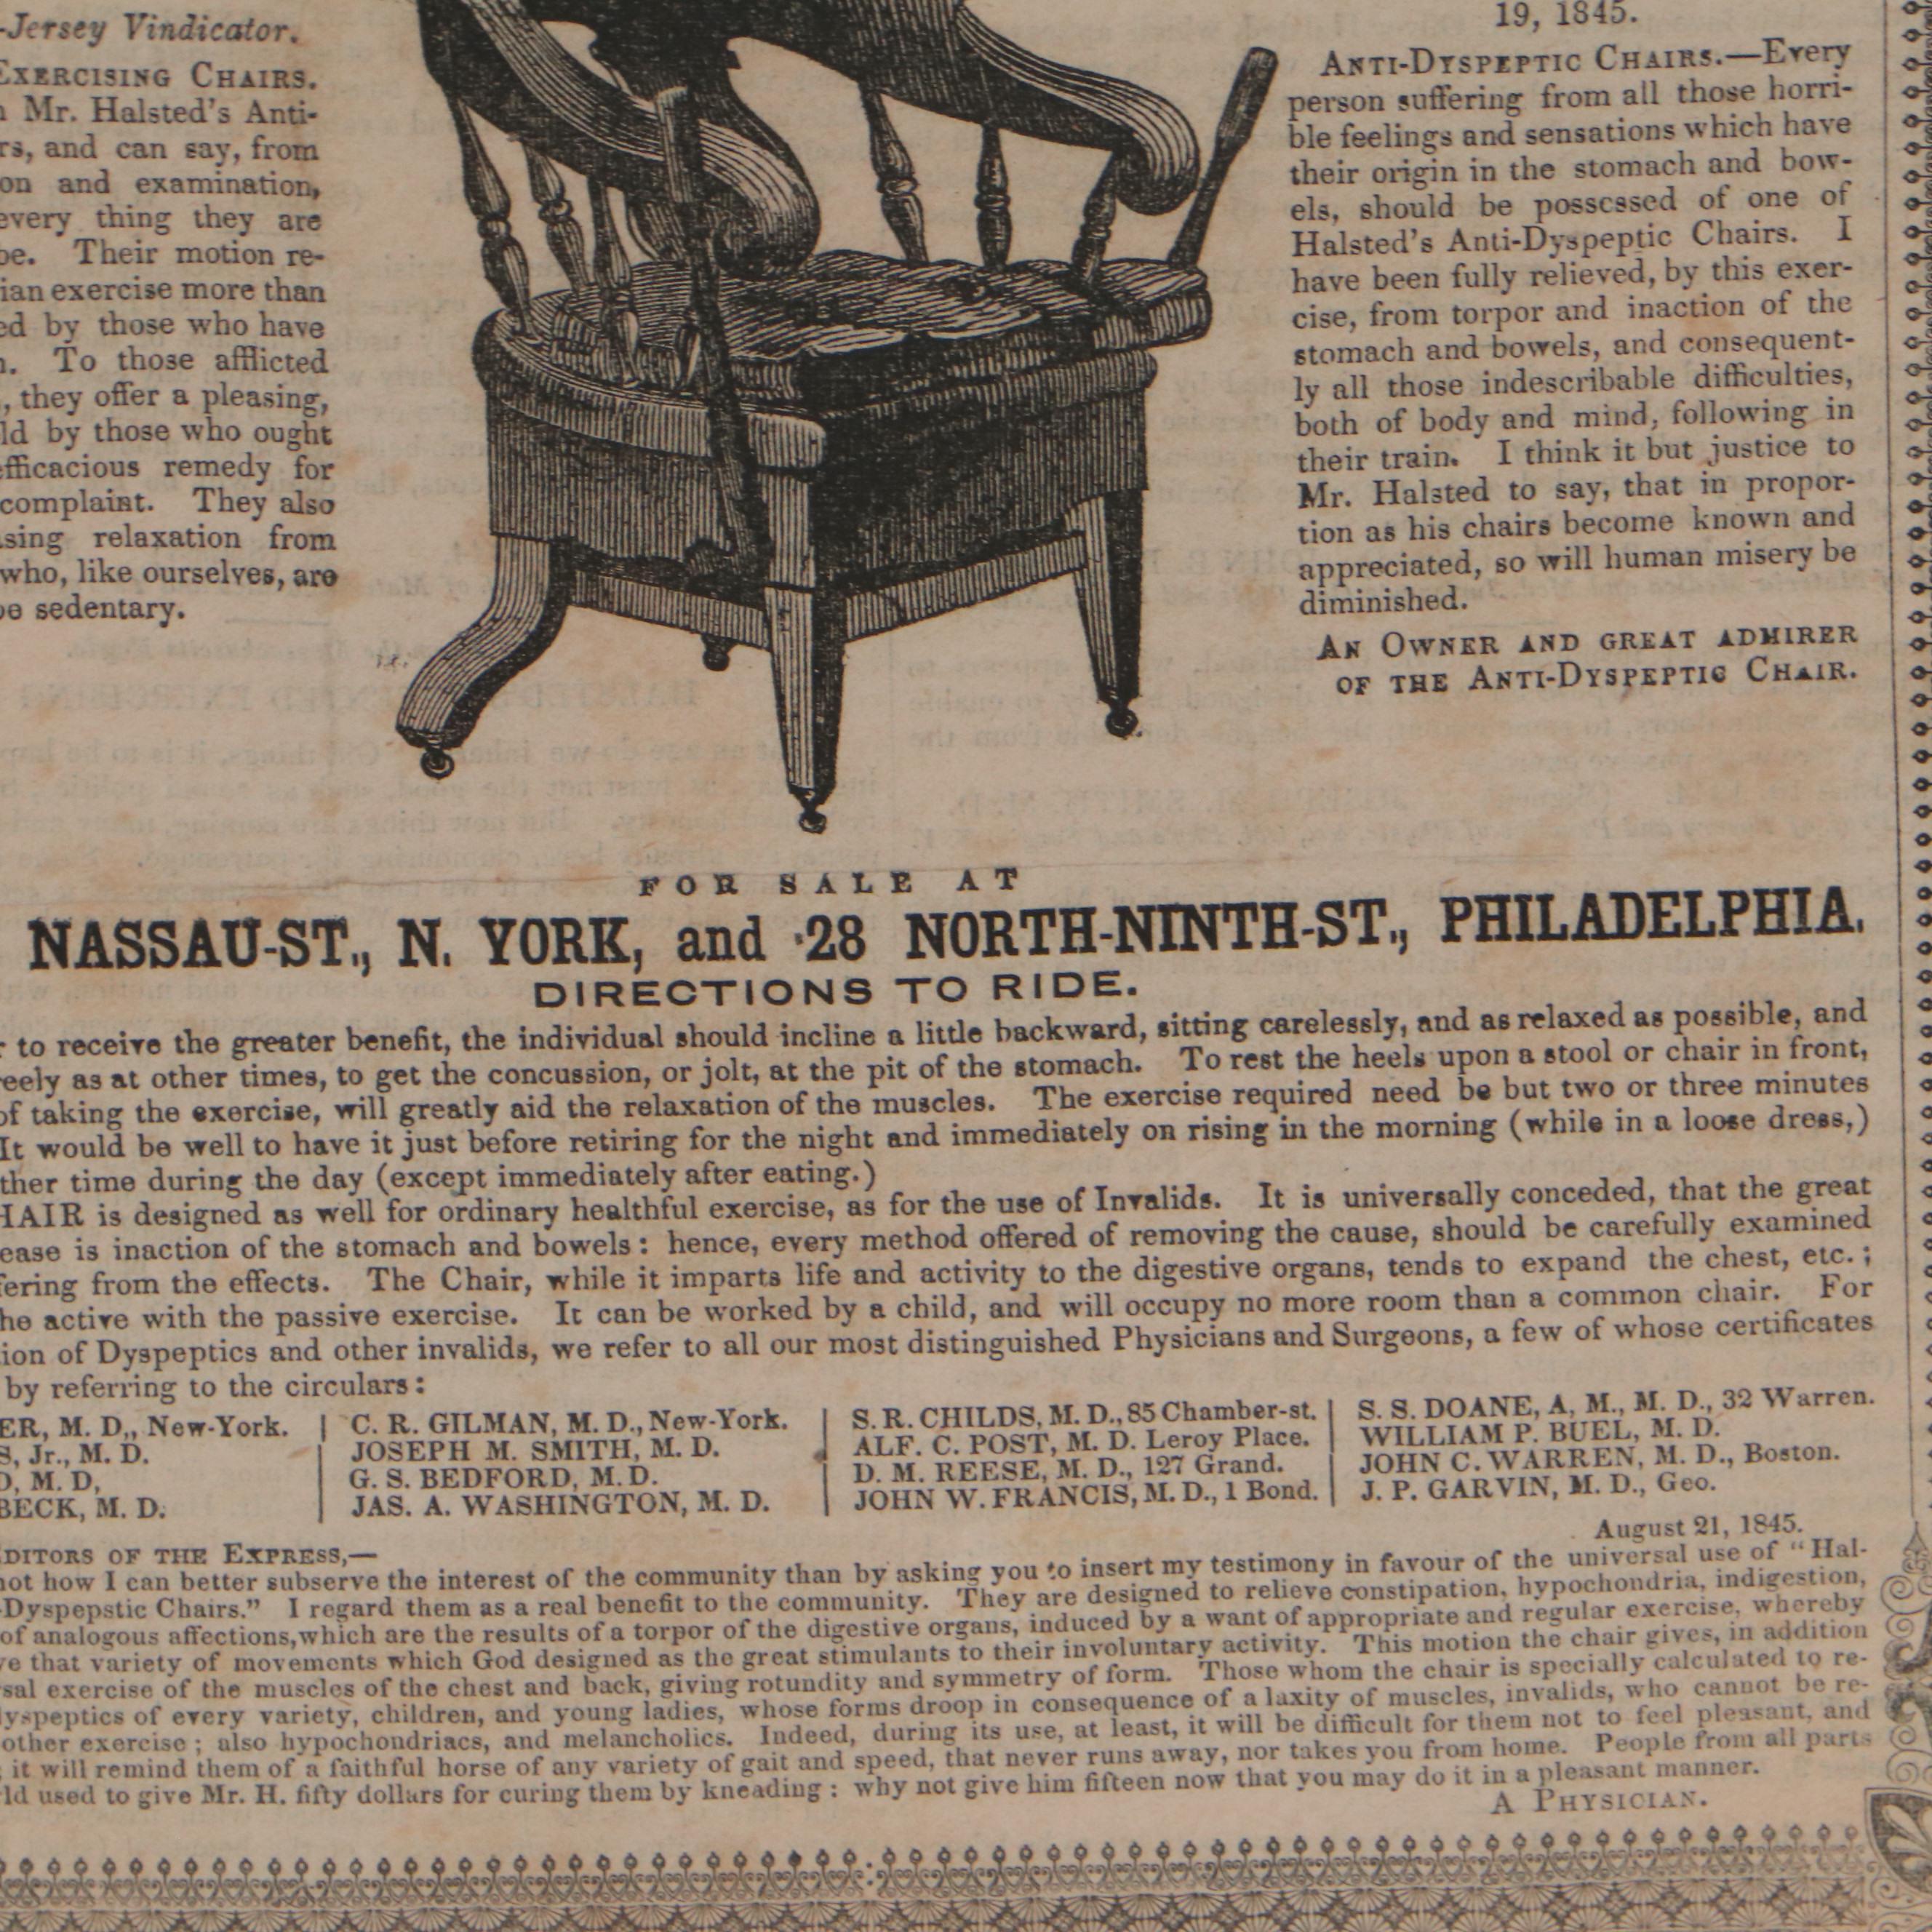 -Jersey Vindicator.
EXERCISING CHAIRS.
Mr. Halsted's Anti-
rs, and can say, from
on and examination,
every thing they are
be. Their motion re-
ian exercise more than
ed by those who have
To those afflicted
, they offer a pleasing,
ld by those who ought
efficacious remedy for
complaint. They also
sing relaxation from
who, like ourselves, are
be sedentary.
19, 1845.
ANTI-DYSPEPTIC CHAIRS.—Every
person suffering from all those horri-
ble feelings and sensations which have
their origin in the stomach and bow-
els, should be possessed of one of
Halsted's Anti-Dyspeptic Chairs. I
have been fully relieved, by this exer-
cise, from torpor and inaction of the
stomach and bowels, and consequent-
ly all those indescribable difficulties,
both of body and mind, following in
their train. I think it but justice to
Mr. Halsted to say, that in propor-
tion as his chairs become known and
appreciated, so will human misery be
diminished.
AN OWNER AND GREAT ADMIRER
OF THE ANTI-DYSPEPTIC CHAIR.
FOR SALE AT
NASSAU-ST., N. YORK, and 28 NORTH-NINTH-ST., PHILADELPHIA.
DIRECTIONS TO RIDE.
r to receive the greater benefit, the individual should incline a little backward, sitting carelessly, and as relaxed as possible, and
reely as at other times, to get the concussion, or jolt, at the pit of the stomach. To rest the heels upon a stool or chair in front,
of taking the exercise, will greatly aid the relaxation of the muscles. The exercise required need be but two or three minutes
It would be well to have it just before retiring for the night and immediately on rising in the morning (while in a loose dress,)
ther time during the day (except immediately after eating.)
HAIR is designed as well for ordinary healthful exercise, as for the use of Invalids. It is universally conceded, that the great
ease is inaction of the stomach and bowels: hence, every method offered of removing the cause, should be carefully examined
fering from the effects. The Chair, while it imparts life and activity to the digestive organs, tends to expand the chest, etc.;
he active with the passive exercise. It can be worked by a child, and will occupy no more room than a common chair. For
ion of Dyspeptics and other invalids, we refer to all our most distinguished Physicians and Surgeons, a few of whose certificates
by referring to the circulars:
ER, M. D., New-York.
S, Jr., M. D.
D, M. D,
BECK, M. D.
C. R. GILMAN, M. D., New-York.
JOSEPH M. SMITH, M. D.
G. S. BEDFORD, M. D.
JAS. A. WASHINGTON, M. D.
S. R. CHILDS, M. D., 85 Chamber-st.
ALF. C. POST, M. D. Leroy Place.
D. M. REESE, M. D., 127 Grand.
JOHN W. FRANCIS, M. D., 1 Bond.
S. S. DOANE, A, M., M. D., 32 Warren.
WILLIAM P. BUEL, M. D.
JOHN C. WARREN, M. D., Boston.
J. P. GARVIN, M. D., Geo.
August 21, 1845.
EDITORS OF THE EXPRESS,—
not how I can better subserve the interest of the community than by asking you to insert my testimony in favour of the universal use of "Hal-
-Dyspepstic Chairs." I regard them as a real benefit to the community. They are designed to relieve constipation, hypochondria, indigestion,
of analogous affections, which are the results of a torpor of the digestive organs, induced by a want of appropriate and regular exercise, whereby
ve that variety of movements which God designed as the great stimulants to their involuntary activity. This motion the chair gives, in addition
sal exercise of the muscles of the chest and back, giving rotundity and symmetry of form. Those whom the chair is specially calculated to re-
dyspeptics of every variety, children, and young ladies, whose forms droop in consequence of a laxity of muscles, invalids, who cannot be re-
other exercise; also hypochondriacs, and melancholics. Indeed, during its use, at least, it will be difficult for them not to feel pleasant, and
; it will remind them of a faithful horse of any variety of gait and speed, that never runs away, nor takes you from home. People from all parts
ld used to give Mr. H. fifty dollars for curing them by kneading: why not give him fifteen now that you may do it in a pleasant manner.
A PHYSICIAN.